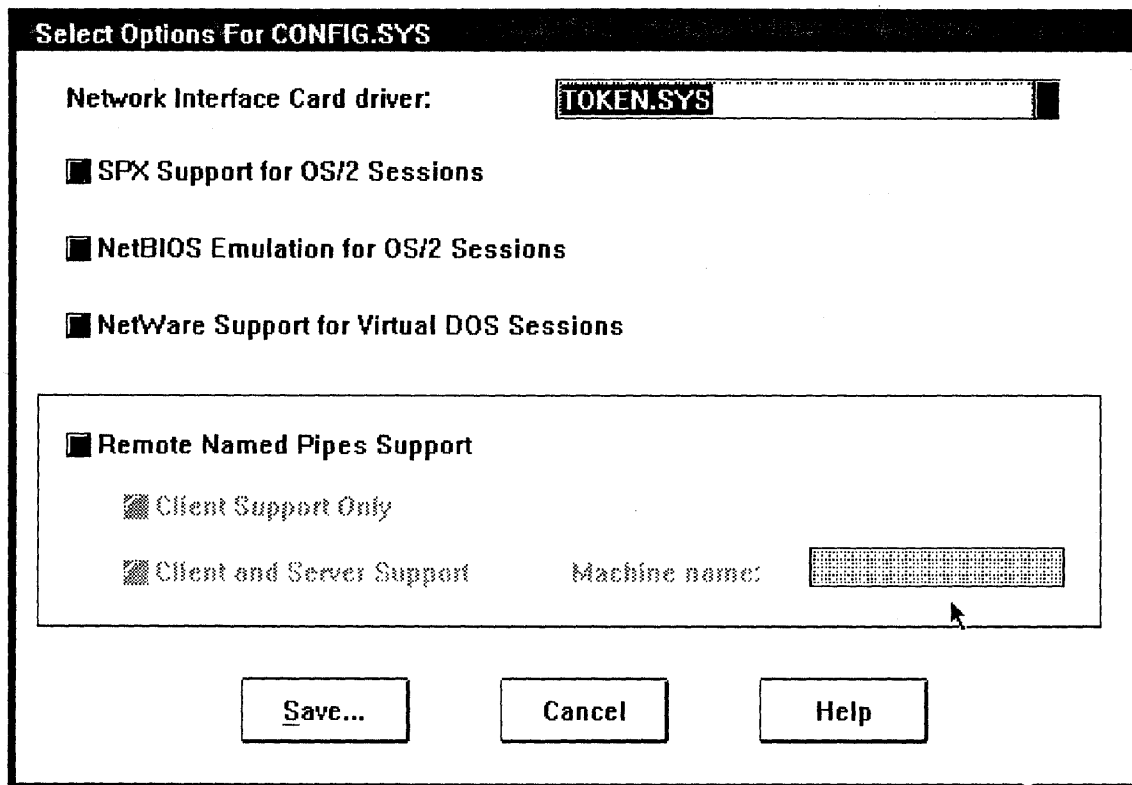 Select Options For CONFIG.SYS
Network Interface Card driver: TOKEN.SYS
SPX Support for OS/2 Sessions
NetBIOS Emulation for OS/2 Sessions
NetWare Support for Virtual DOS Sessions
Remote Named Pipes Support
Client Support Only
Client and Server Support Machine name:
Save... Cancel Help